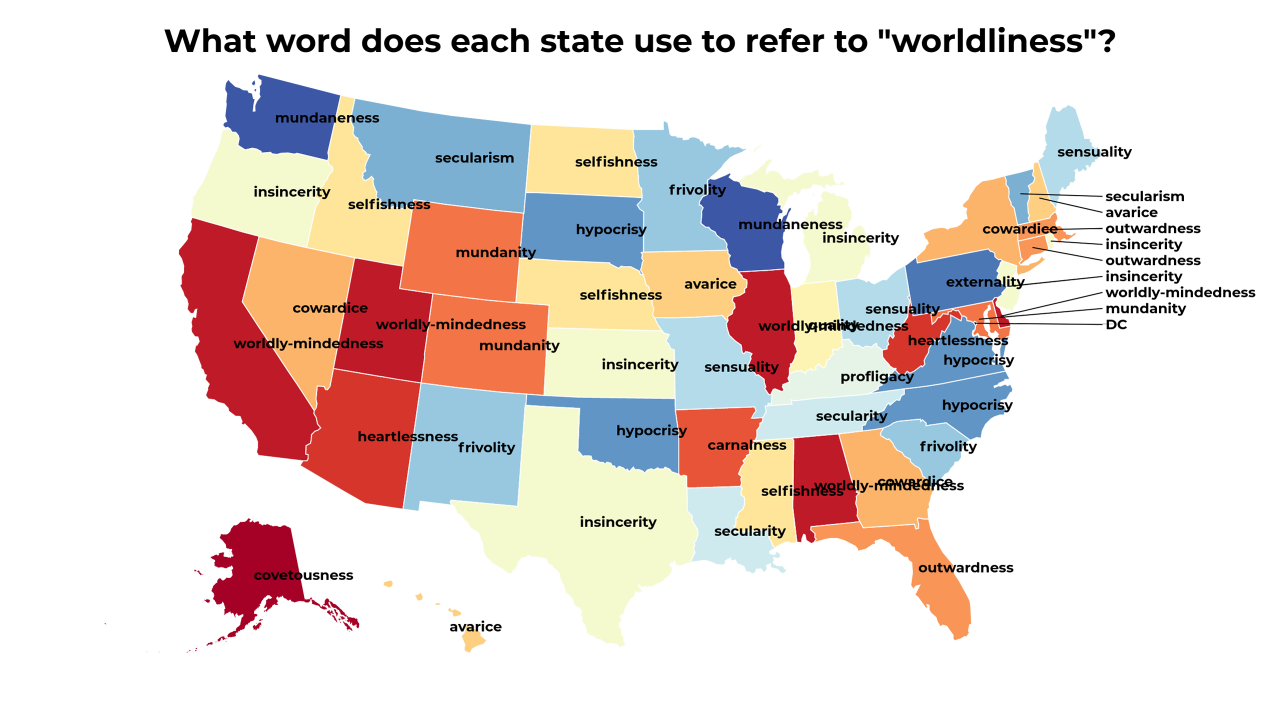 What word does each state use to refer to "worldliness"?
mundaneness
sensuality
secularism
selfishness
frivolity
insincerity
secularism
selfishness
avarice
mundaneness
hypocrisy
cowardice
outwardness
insincerity
insincerity
mundanity
outwardness
insincerity
externality
avarice
selfishness
worldly-mindedness
cowardice
sensuality
mundanity
worldly-mindedness
worldly-mindedness
quality
DC
worldly-mindedness
mundanity
heartlessness
hypocrisy
insincerity
sensuality
profligacy
hypocrisy
secularity
hypocrisy
heartlessness
frivolity
carnalness
frivolity
selfishness
worldly-mindedness
cowardice
insincerity
secularity
outwardness
covetousness
avarice